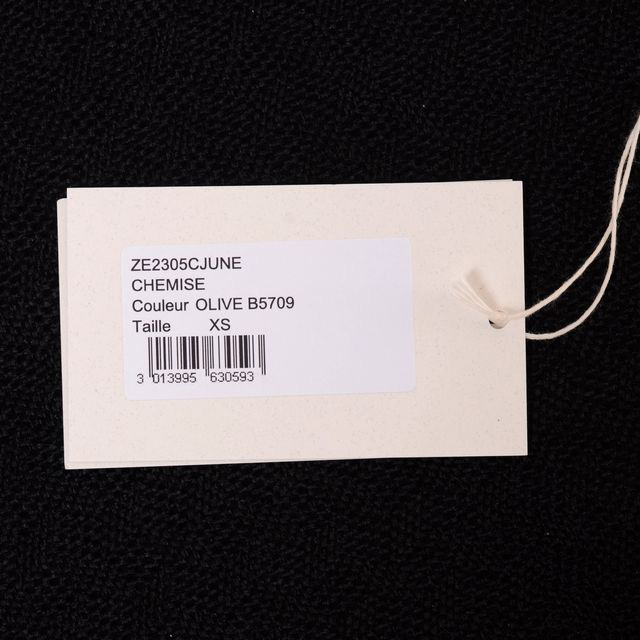 ZE2305CJUNE
CHEMISE
Couleur OLIVE B5709
Taille XS
3 013995 630593